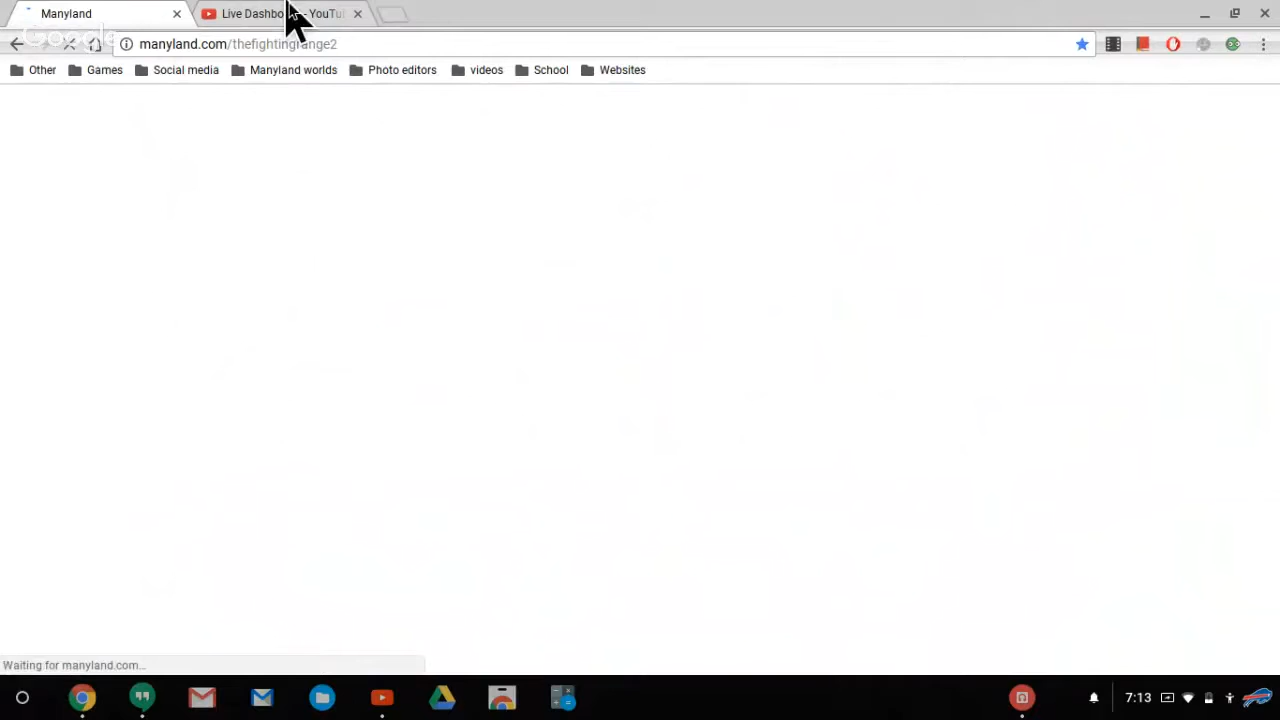 Manyland
Live Dashbo YouTu
Google
manyland.com/thefightingrange2
Other Games Social media Manyland worlds Photo editors videos School Websites
Waiting for manyland.com...
7:13